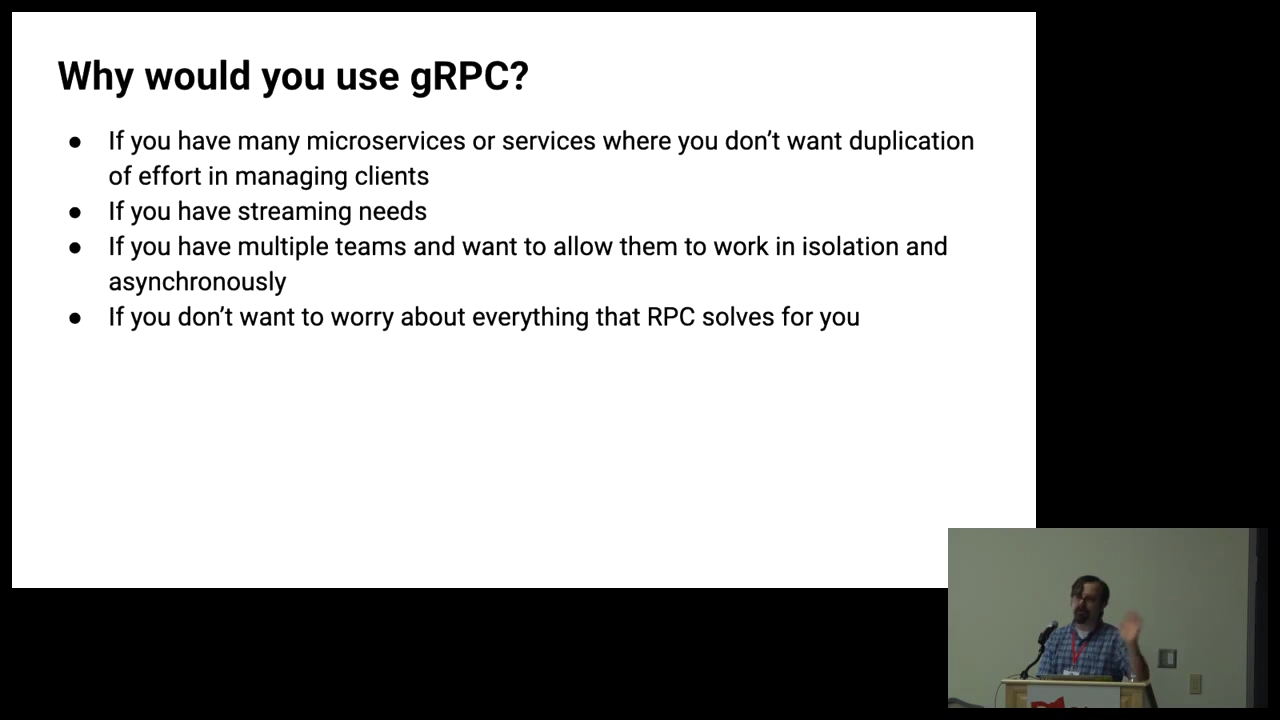 Why would you use gRPC?
● If you have many microservices or services where you don’t want duplication
of effort in managing clients
● If you have streaming needs
● If you have multiple teams and want to allow them to work in isolation and
asynchronously
● If you don’t want to worry about everything that RPC solves for you